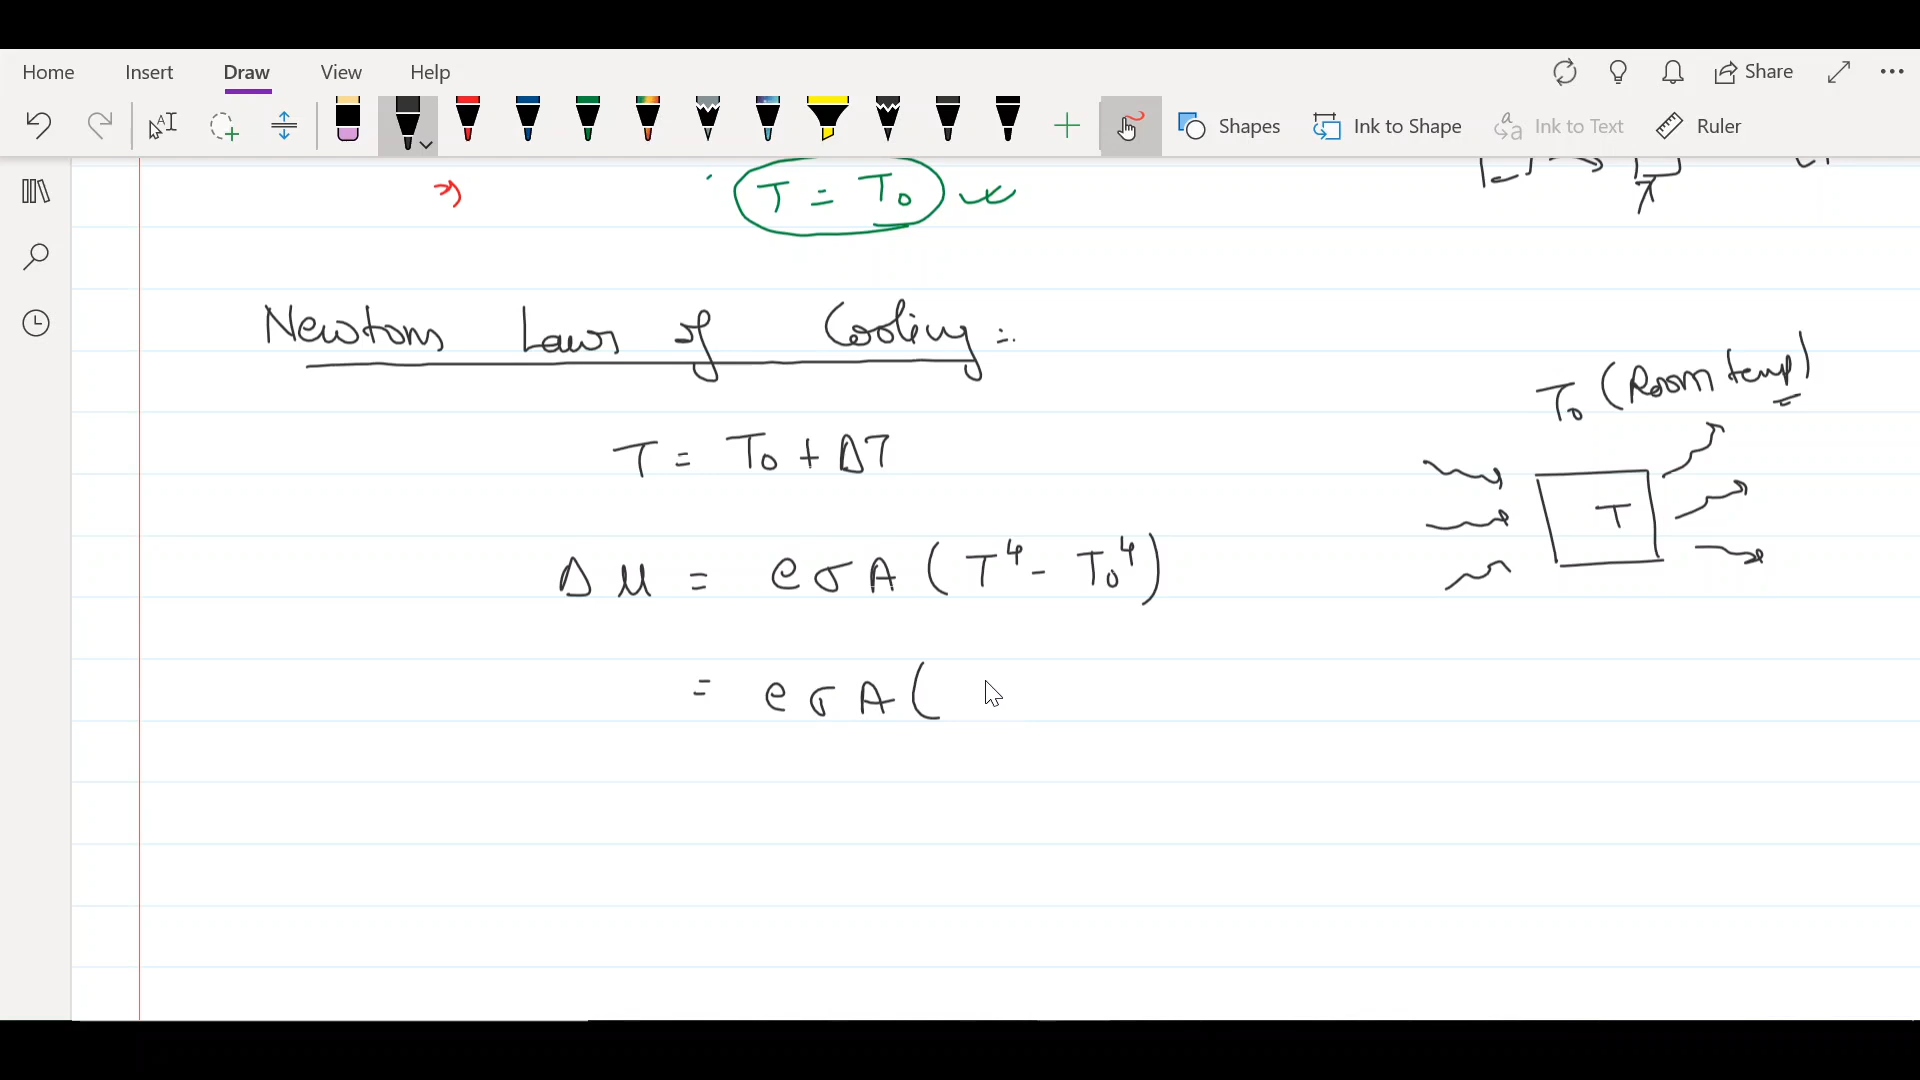 Home Insert Draw View Help Share
Shapes Ink to Shape Ink to Text Ruler
T = T₀
Newtons Laws of Cooling :-
T₀ (Room temp)
T = T₀ + ΔT
T
Δu = eσA (T⁴ - T₀⁴)
= eσA (